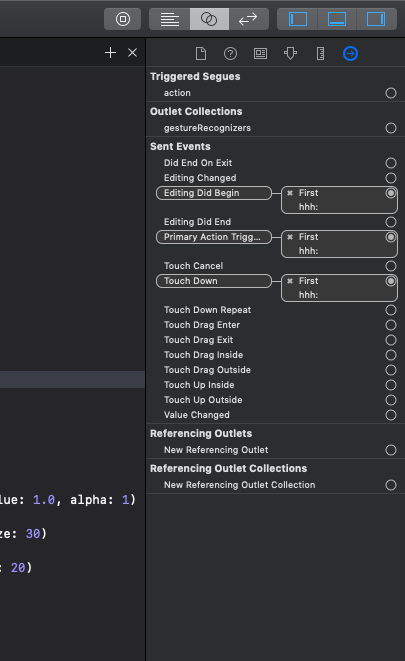 Triggered Segues
action
Outlet Collections
gestureRecognizers
Sent Events
Did End On Exit
Editing Changed
Editing Did Begin
First
hhh:
Editing Did End
Primary Action Trigg...
First
hhh:
Touch Cancel
Touch Down
First
hhh:
Touch Down Repeat
Touch Drag Enter
Touch Drag Exit
Touch Drag Inside
Touch Drag Outside
Touch Up Inside
Touch Up Outside
Value Changed
Referencing Outlets
New Referencing Outlet
Referencing Outlet Collections
New Referencing Outlet Collection
lue: 1.0, alpha: 1)
ze: 30)
: 20)